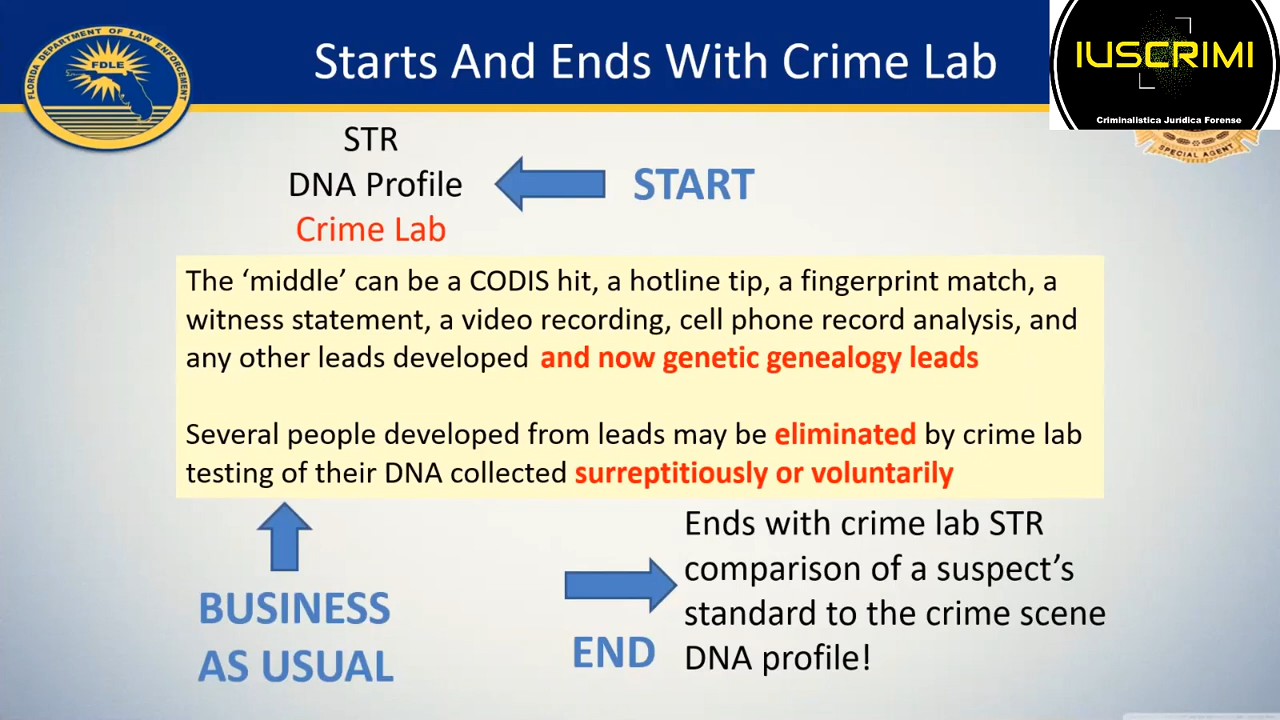 Starts And Ends With Crime Lab
FLORIDA DEPARTMENT OF LAW ENFORCEMENT
FDLE
IUSCRIMI
Criminalistica Jurídica Forense
SPECIAL AGENT
STR
DNA Profile
Crime Lab
START
The ‘middle’ can be a CODIS hit, a hotline tip, a fingerprint match, a
witness statement, a video recording, cell phone record analysis, and
any other leads developed and now genetic genealogy leads
Several people developed from leads may be eliminated by crime lab
testing of their DNA collected surreptitiously or voluntarily
BUSINESS
AS USUAL
END
Ends with crime lab STR
comparison of a suspect’s
standard to the crime scene
DNA profile!